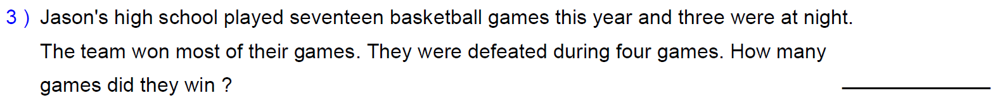 3 ) Jason's high school played seventeen basketball games this year and three were at night.
The team won most of their games. They were defeated during four games. How many
games did they win ?